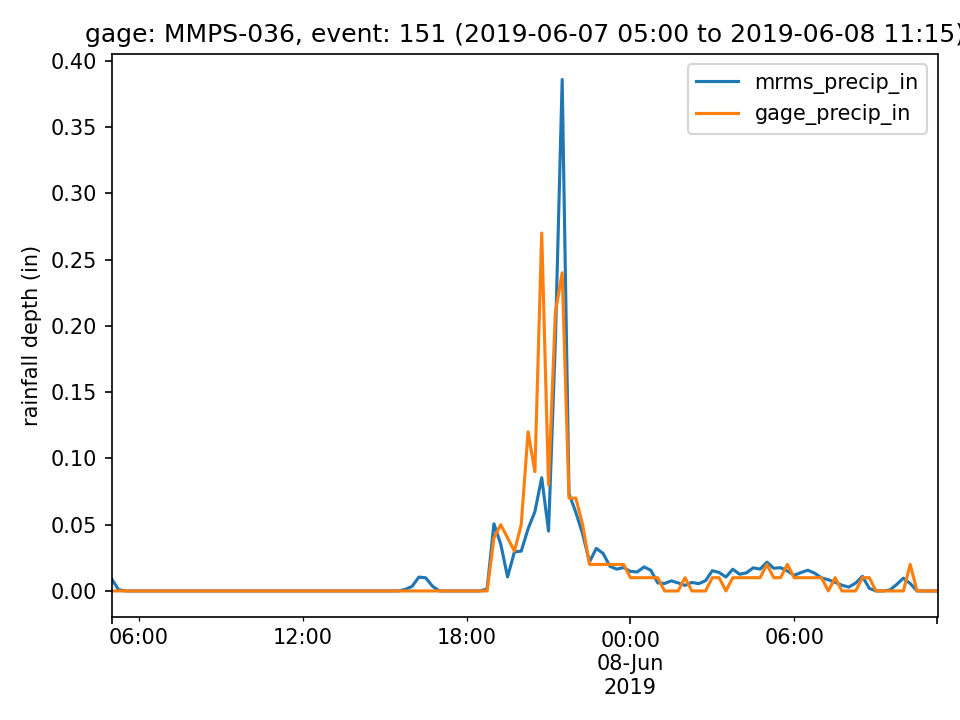 gage: MMPS-036, event: 151 (2019-06-07 05:00 to 2019-06-08 11:15)
mrms_precip_in
gage_precip_in
rainfall depth (in)
0.40
0.35
0.30
0.25
0.20
0.15
0.10
0.05
0.00
06:00 12:00 18:00 00:00 06:00
08-Jun
2019